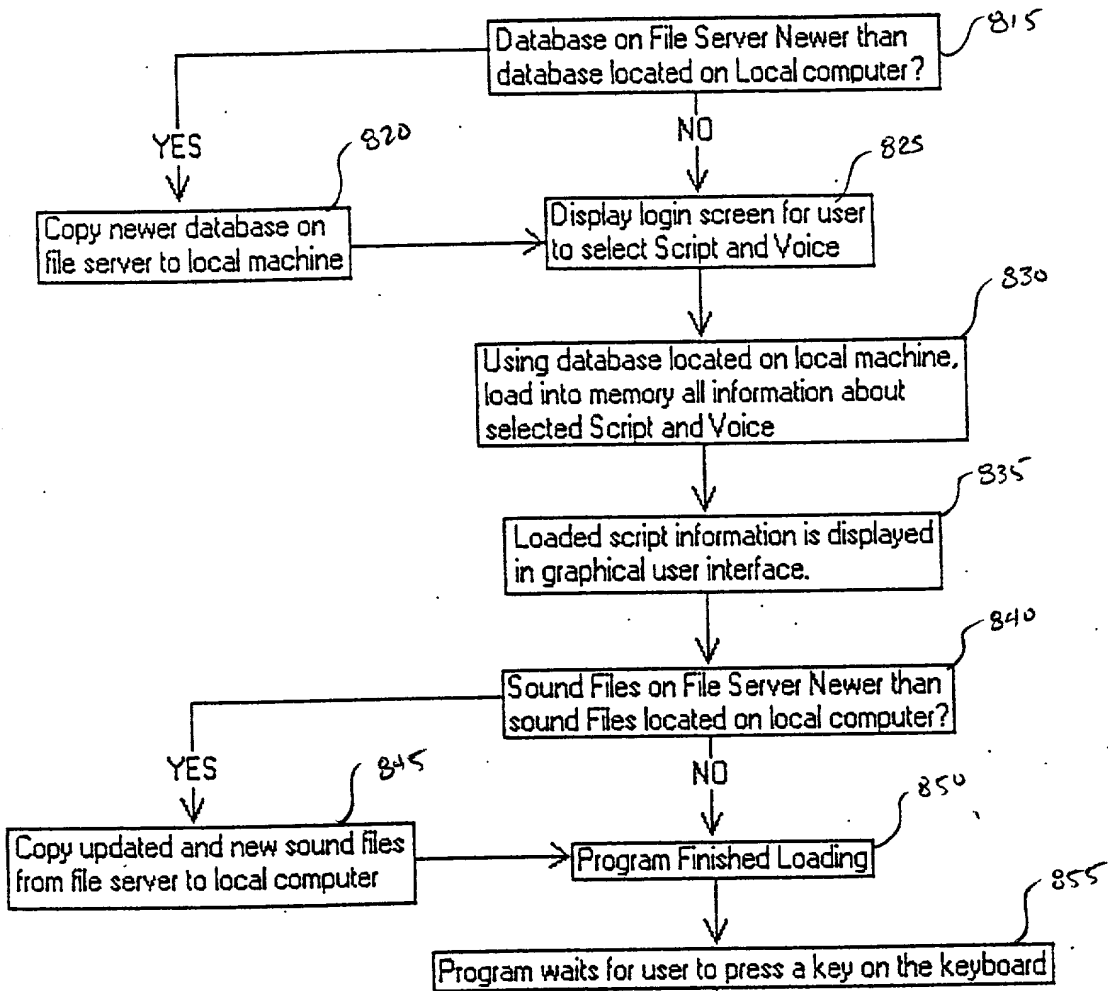 Database on File Server Newer than
database located on Local computer?
815
YES
NO
820
825
Copy newer database on
file server to local machine
Display login screen for user
to select Script and Voice
830
Using database located on local machine,
load into memory all information about
selected Script and Voice
835
Loaded script information is displayed
in graphical user interface.
840
Sound Files on File Server Newer than
sound Files located on local computer?
YES
NO
845
850
Copy updated and new sound files
from file server to local computer
Program Finished Loading
855
Program waits for user to press a key on the keyboard